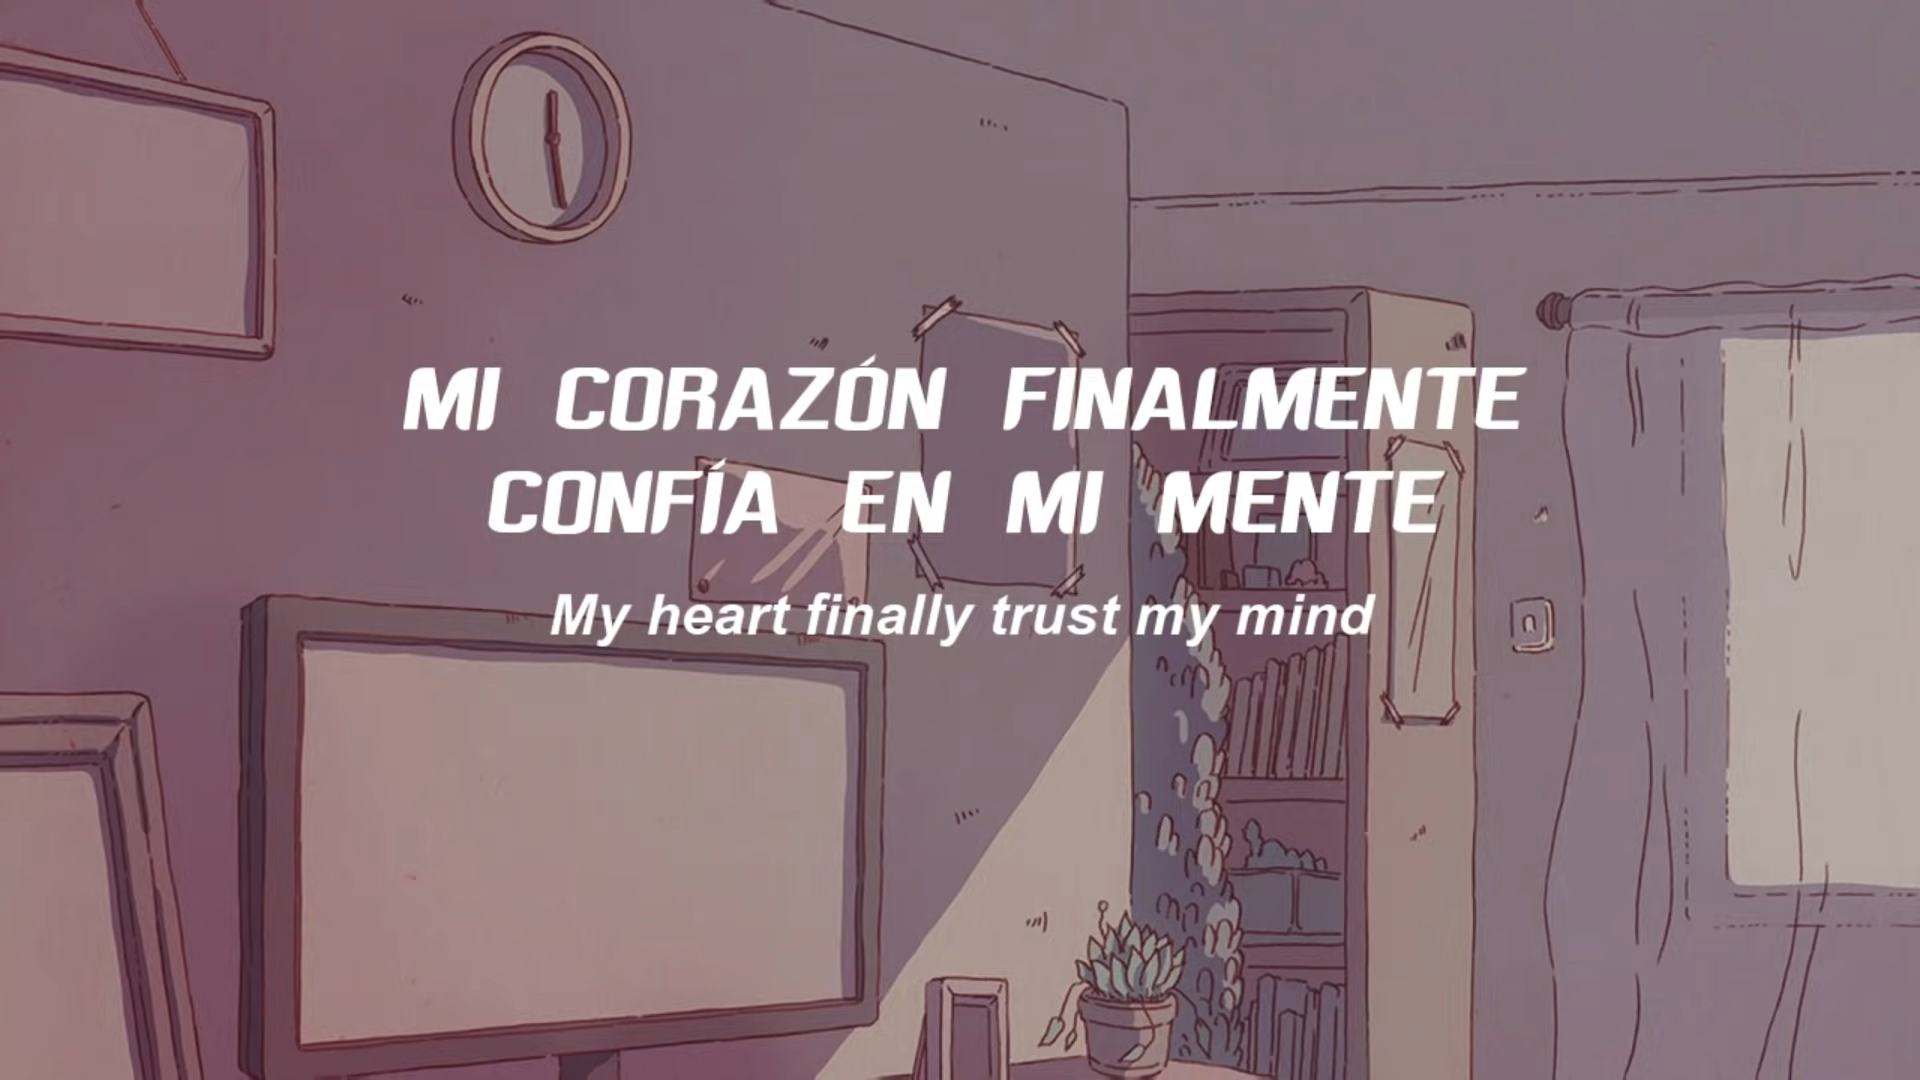 MI CORAZÓN FINALMENTE
CONFÍA EN MI MENTE
My heart finally trust my mind